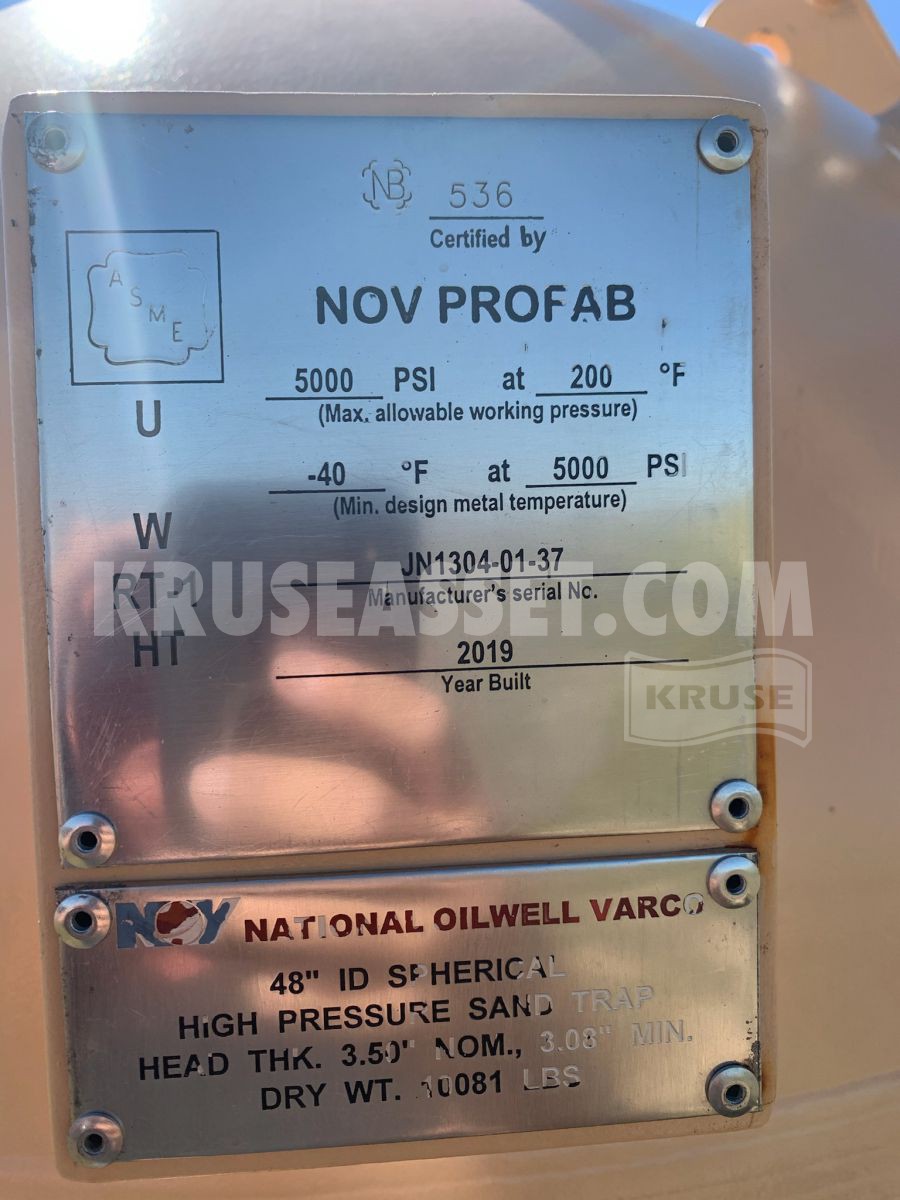 NB 536
Certified by
ASME
NOV PROFAB
5000 PSI at 200 °F
(Max. allowable working pressure)
U
-40 °F at 5000 PSI
(Min. design metal temperature)
W
JN1304-01-37
RT-1
Manufacturer's serial No.
KRUSEASSET.COM
HT
2019
Year Built
KRUSE
NOV NATIONAL OILWELL VARCO
48" ID SPHERICAL
HIGH PRESSURE SAND TRAP
HEAD THK. 3.50" NOM., 3.08" MIN.
DRY WT. 10081 LBS